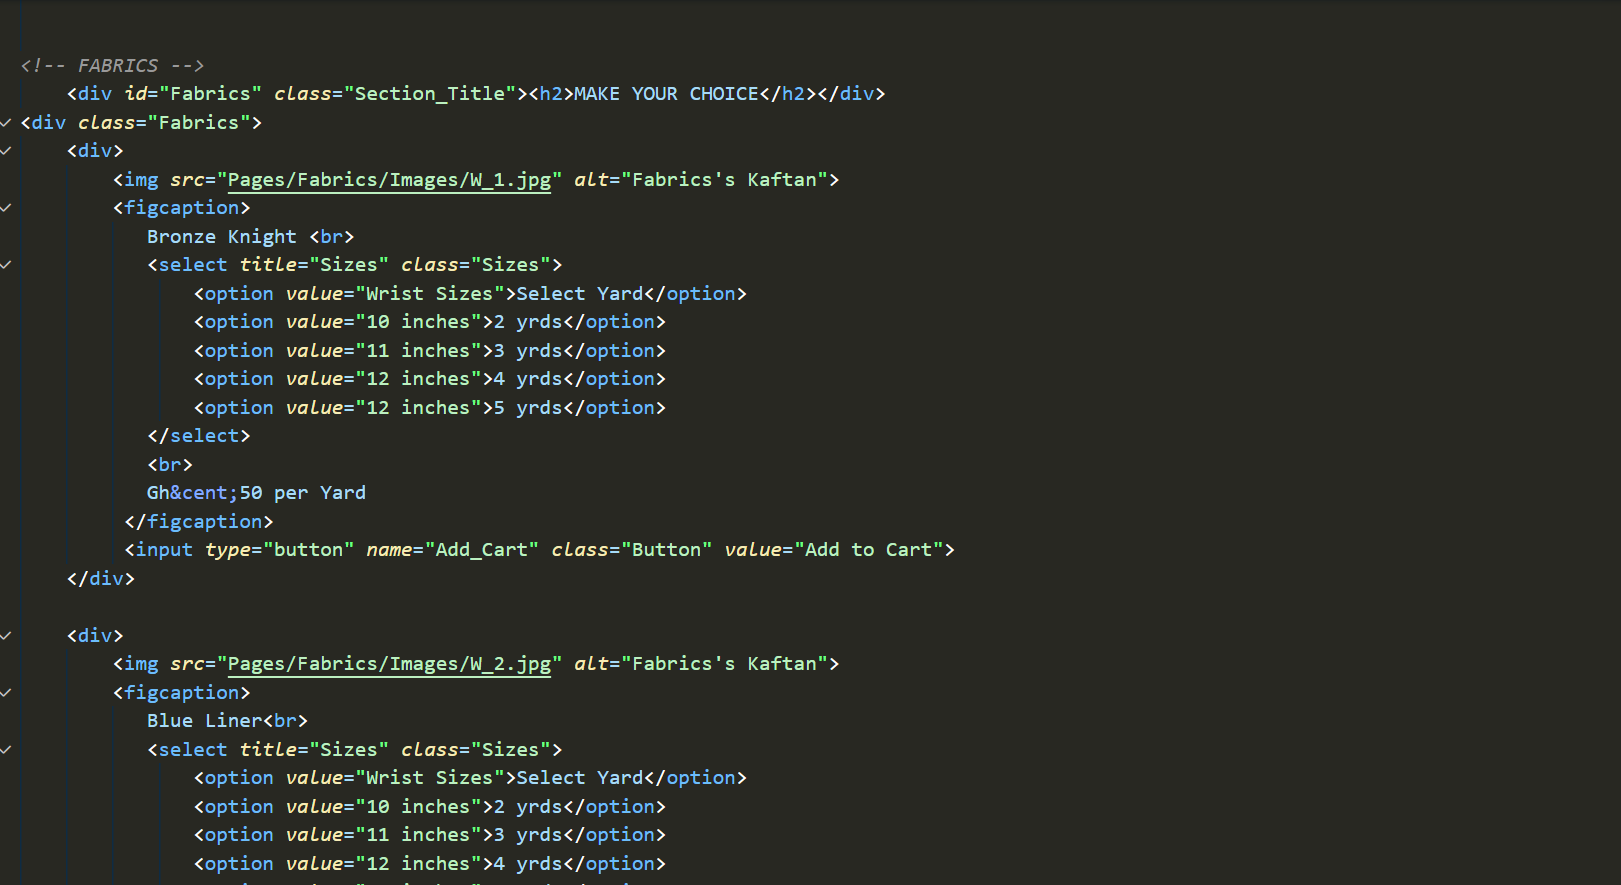 <!-- FABRICS -->
<div id="Fabrics" class="Section_Title"><h2>MAKE YOUR CHOICE</h2></div>
<div class="Fabrics">
<div>
<img src="Pages/Fabrics/Images/W_1.jpg" alt="Fabrics's Kaftan">
<figcaption>
Bronze Knight <br>
<select title="Sizes" class="Sizes">
<option value="Wrist Sizes">Select Yard</option>
<option value="10 inches">2 yrds</option>
<option value="11 inches">3 yrds</option>
<option value="12 inches">4 yrds</option>
<option value="12 inches">5 yrds</option>
</select>
<br>
Gh&cent;50 per Yard
</figcaption>
<input type="button" name="Add_Cart" class="Button" value="Add to Cart">
</div>
<div>
<img src="Pages/Fabrics/Images/W_2.jpg" alt="Fabrics's Kaftan">
<figcaption>
Blue Liner<br>
<select title="Sizes" class="Sizes">
<option value="Wrist Sizes">Select Yard</option>
<option value="10 inches">2 yrds</option>
<option value="11 inches">3 yrds</option>
<option value="12 inches">4 yrds</option>